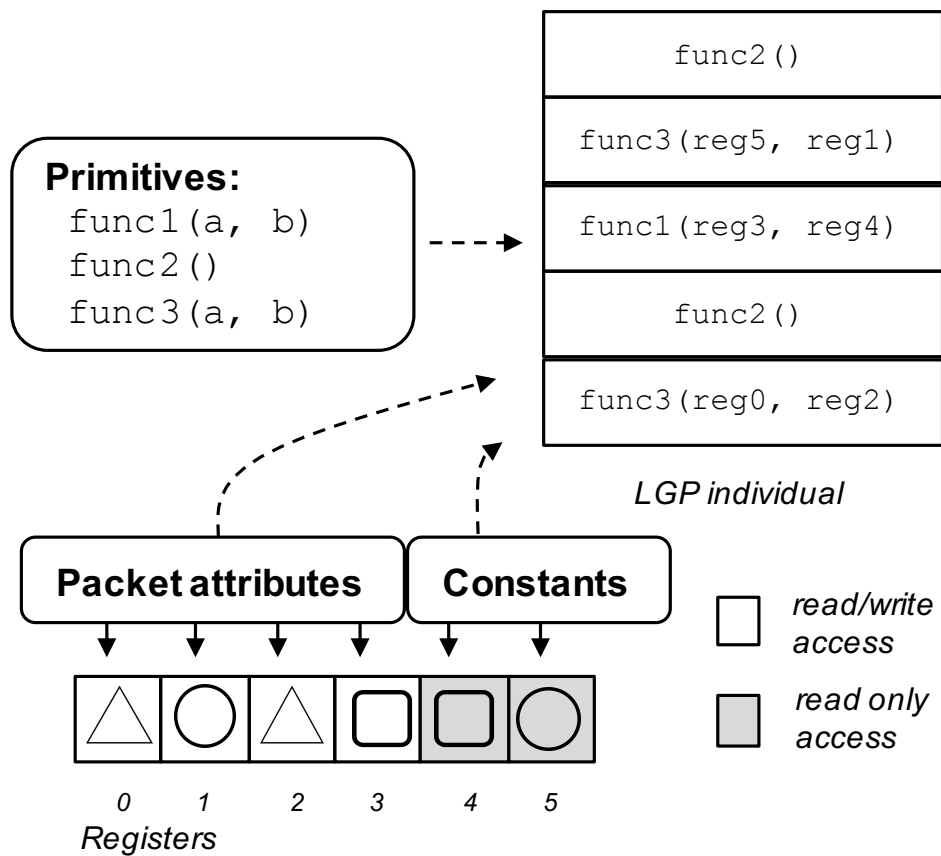 func2()
func3(reg5, reg1)
func1(reg3, reg4)
func2()
func3(reg0, reg2)
LGP individual
Primitives:
func1(a, b)
func2()
func3(a, b)
Packet attributes
Constants
0 1 2 3 4 5
Registers
read/write
access
read only
access